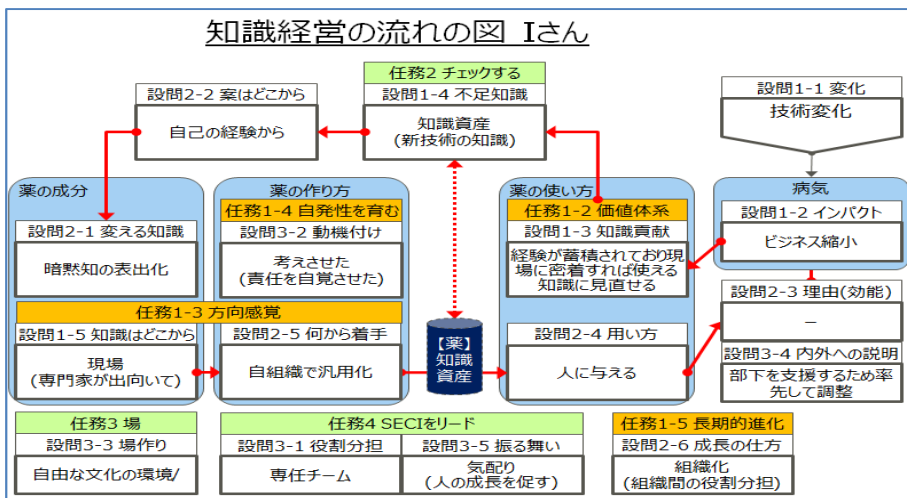 知識経営の流れの図 Iさん
任務2 チェックする
設問1-4 不足知識
知識資産
(新技術の知識)
設問2-2 案はどこから
自己の経験から
設問1-1 変化
技術変化
薬の成分
設問2-1 変える知識
暗黙知の表出化
薬の作り方
任務1-4 自発性を育む
設問3-2 動機付け
考えさせた
(責任を自覚させた)
薬の使い方
任務1-2 価値体系
設問1-3 知識貢献
経験が蓄積されており現
場に密着すれば使える
知識に見直せる
病気
設問1-2 インパクト
ビジネス縮小
任務1-3 方向感覚
設問1-5 知識はどこから
現場
(専門家が出向いて)
設問2-5 何から着手
自組織で汎用化
【薬】
知識
資産
設問2-4 用い方
人に与える
設問2-3 理由(効能)
－
設問3-4 内外への説明
部下を支援するため率
先して調整
任務3 場
設問3-3 場作り
自由な文化の環境/
任務4 SECIをリード
設問3-1 役割分担
専任チーム
設問3-5 振る舞い
気配り
(人の成長を促す)
任務1-5 長期的進化
設問2-6 成長の仕方
組織化
(組織間の役割分担)